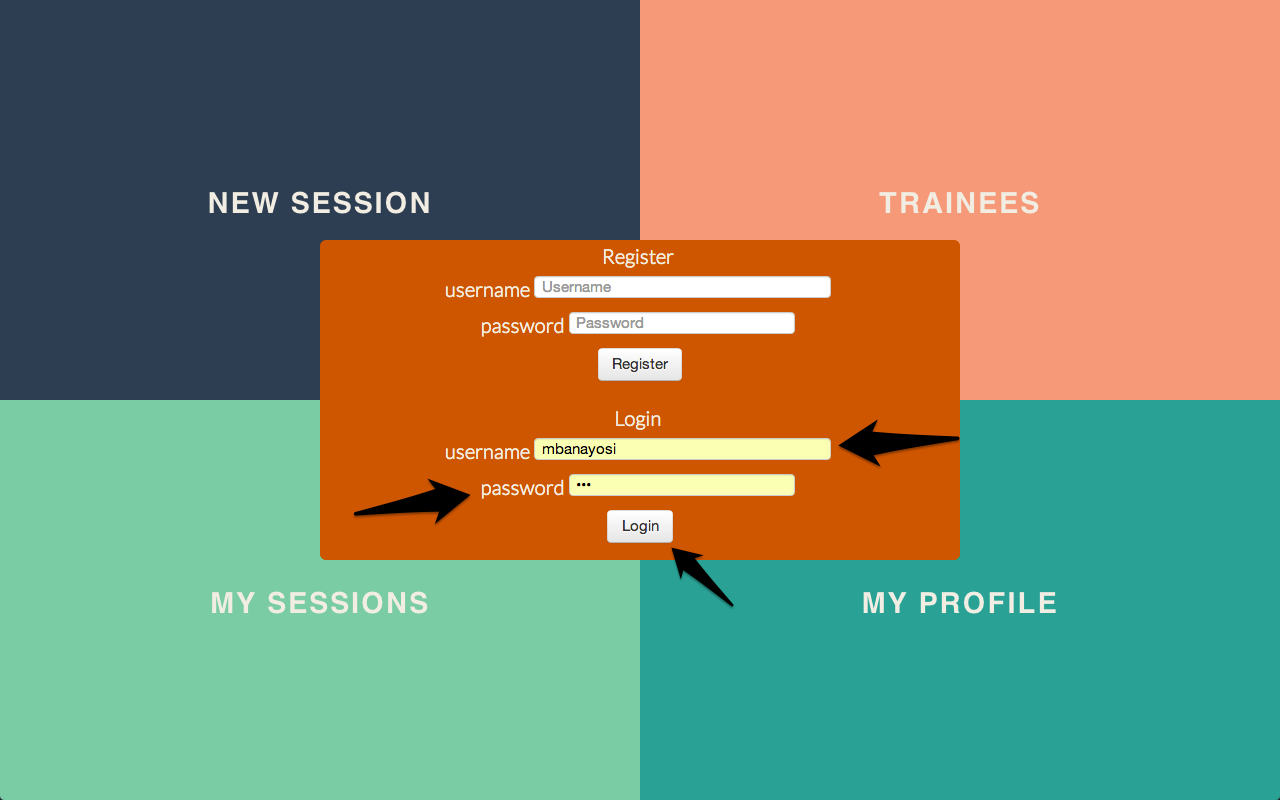 NEW SESSION
TRAINEES
Register
username Username
password Password
Register
Login
username mbanayosi
password •••
Login
MY SESSIONS
MY PROFILE